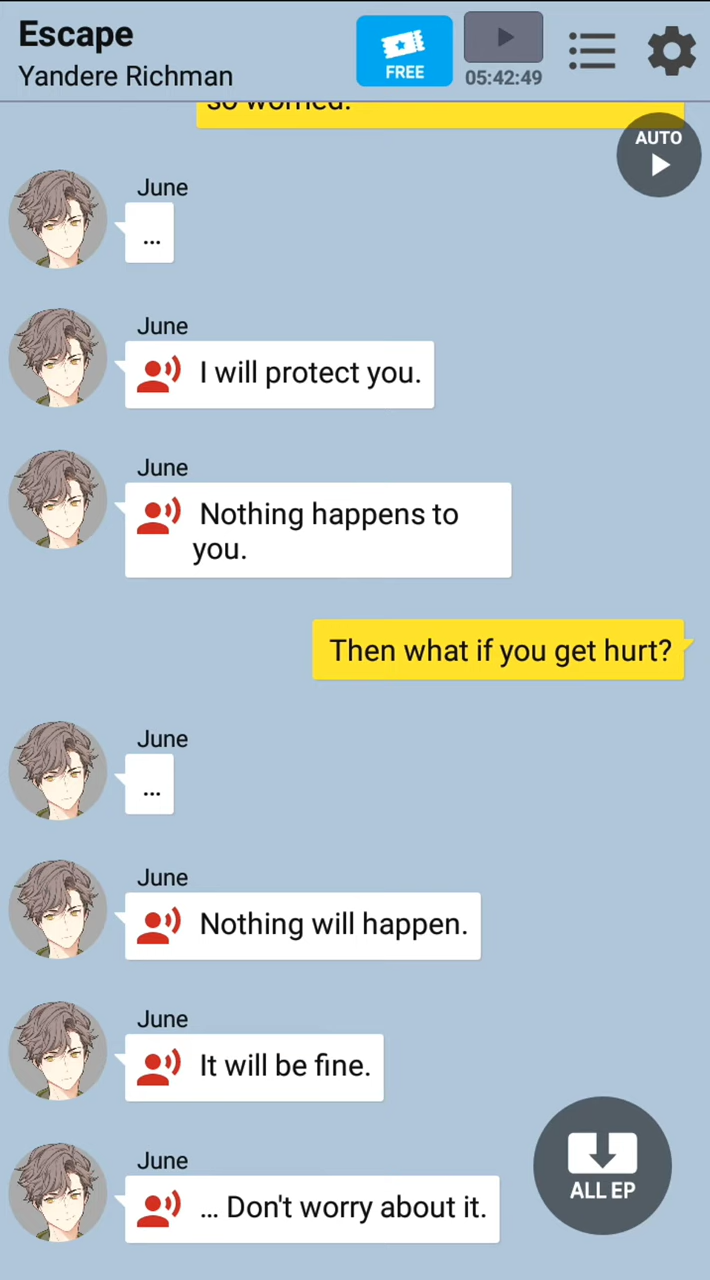 Escape
Yandere Richman
FREE
05:42:49
so worried.
AUTO
June
...
June
I will protect you.
June
Nothing happens to
you.
Then what if you get hurt?
June
...
June
Nothing will happen.
June
It will be fine.
June
... Don't worry about it.
ALL EP